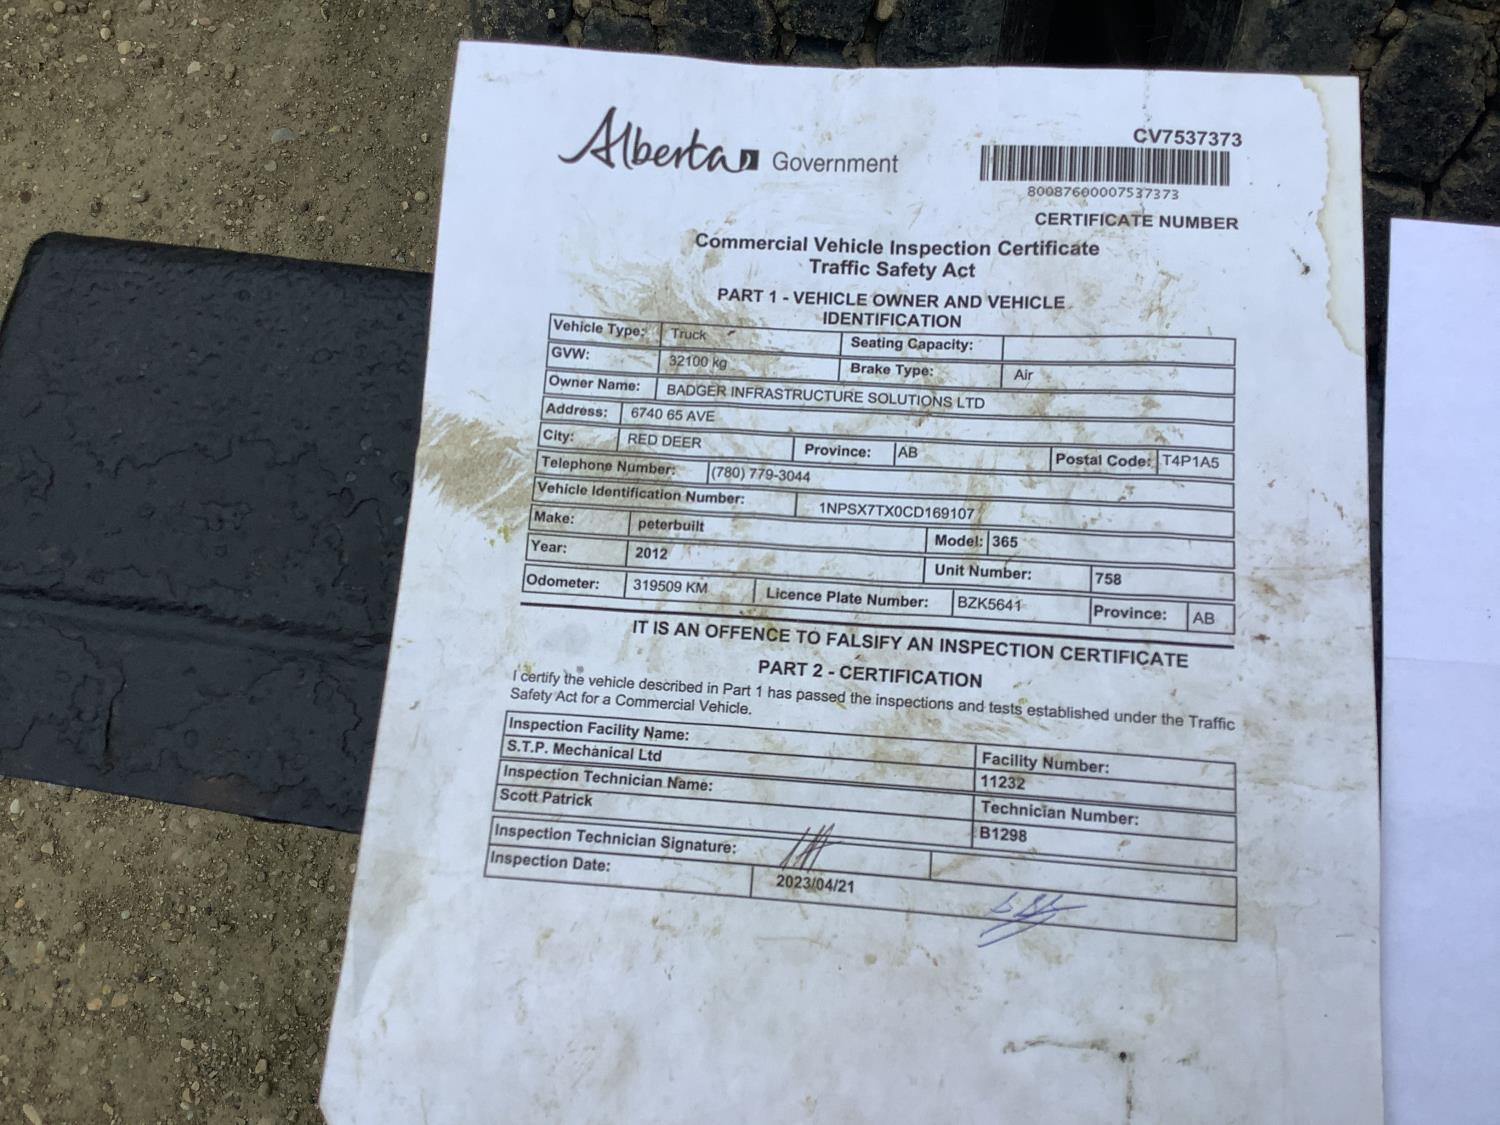 Alberta Government
CV7537373
80087600007537373
CERTIFICATE NUMBER
Commercial Vehicle Inspection Certificate
Traffic Safety Act
PART 1 - VEHICLE OWNER AND VEHICLE
IDENTIFICATION
Vehicle Type: Truck Seating Capacity:
GVW: 32100 kg Brake Type: Air
Owner Name: BADGER INFRASTRUCTURE SOLUTIONS LTD
Address: 6740 65 AVE
City: RED DEER Province: AB Postal Code: T4P1A5
Telephone Number: (780) 779-3044
Vehicle Identification Number: 1NPSX7TX0CD169107
Make: peterbuilt Model: 365
Year: 2012 Unit Number: 758
Odometer: 319509 KM Licence Plate Number: BZK5641 Province: AB
IT IS AN OFFENCE TO FALSIFY AN INSPECTION CERTIFICATE
PART 2 - CERTIFICATION
I certify the vehicle described in Part 1 has passed the inspections and tests established under the Traffic
Safety Act for a Commercial Vehicle.
Inspection Facility Name: Facility Number:
S.T.P. Mechanical Ltd 11232
Inspection Technician Name: Technician Number:
Scott Patrick B1298
Inspection Technician Signature:
Inspection Date: 2023/04/21